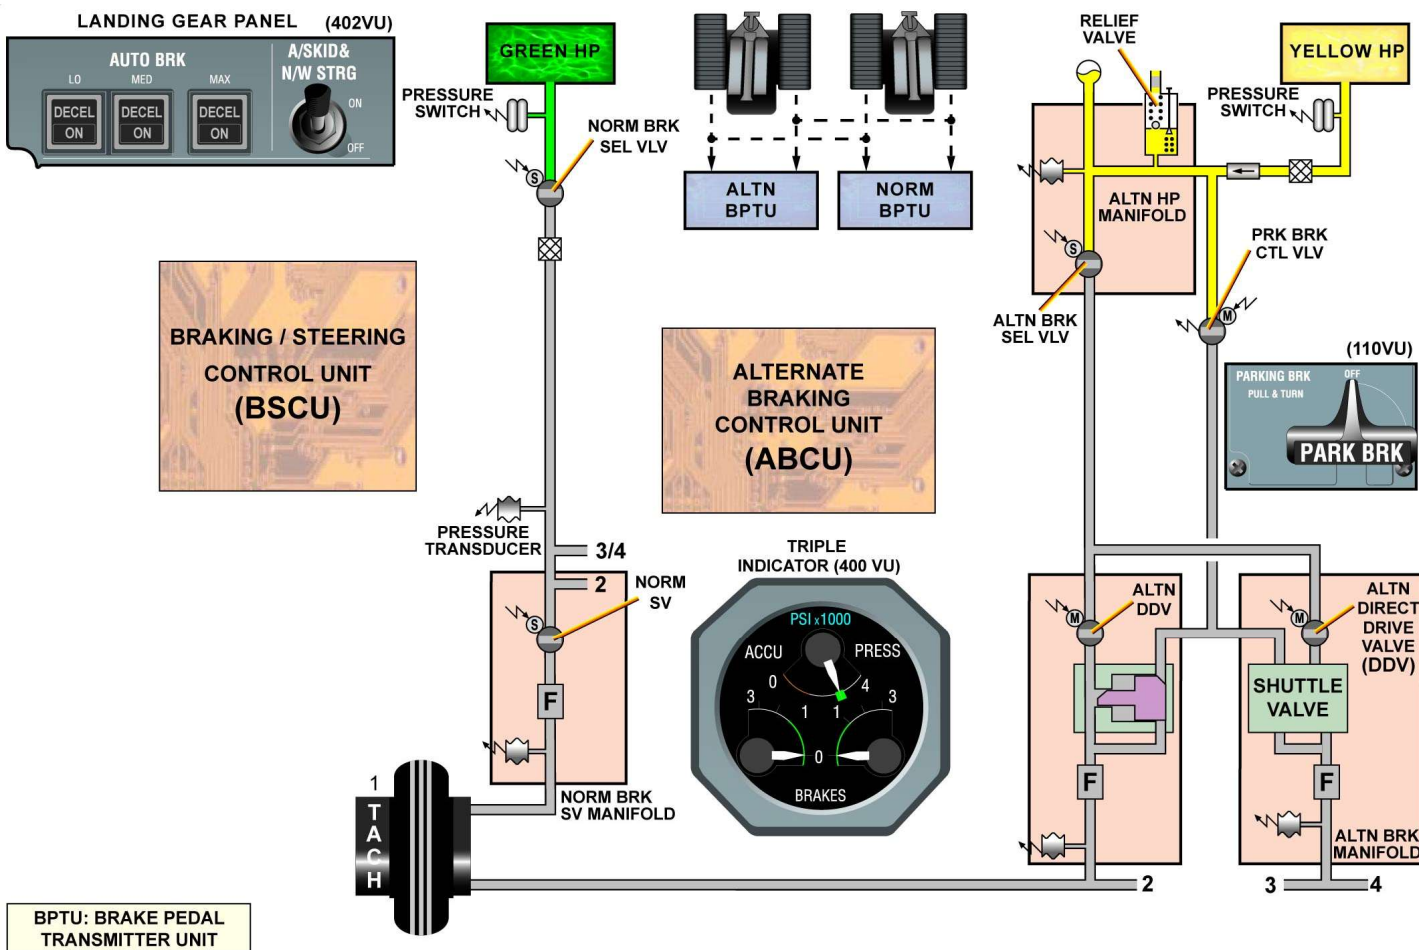 LANDING GEAR PANEL (402VU)
AUTO BRK
LO
MED
MAX
DECEL
ON
DECEL
ON
DECEL
ON
A/SKID&
N/W STRG
ON
OFF
GREEN HP
PRESSURE
SWITCH
NORM BRK
SEL VLV
S
ALTN
BPTU
NORM
BPTU
RELIEF
VALVE
YELLOW HP
PRESSURE
SWITCH
ALTN HP
MANIFOLD
S
ALTN BRK
SEL VLV
PRK BRK
CTL VLV
M
(110VU)
PARKING BRK
PULL & TURN
OFF
PARK BRK
BRAKING / STEERING
CONTROL UNIT
(BSCU)
ALTERNATE
BRAKING
CONTROL UNIT
(ABCU)
PRESSURE
TRANSDUCER
3/4
2
NORM
SV
S
F
NORM BRK
SV MANIFOLD
1
TACH
TRIPLE
INDICATOR (400 VU)
PSI x1000
ACCU
PRESS
0
4
3
1
1
3
0
BRAKES
ALTN
DDV
M
F
2
ALTN
DIRECT
DRIVE
VALVE
(DDV)
M
SHUTTLE
VALVE
F
ALTN BRK
MANIFOLD
3
4
BPTU: BRAKE PEDAL
TRANSMITTER UNIT